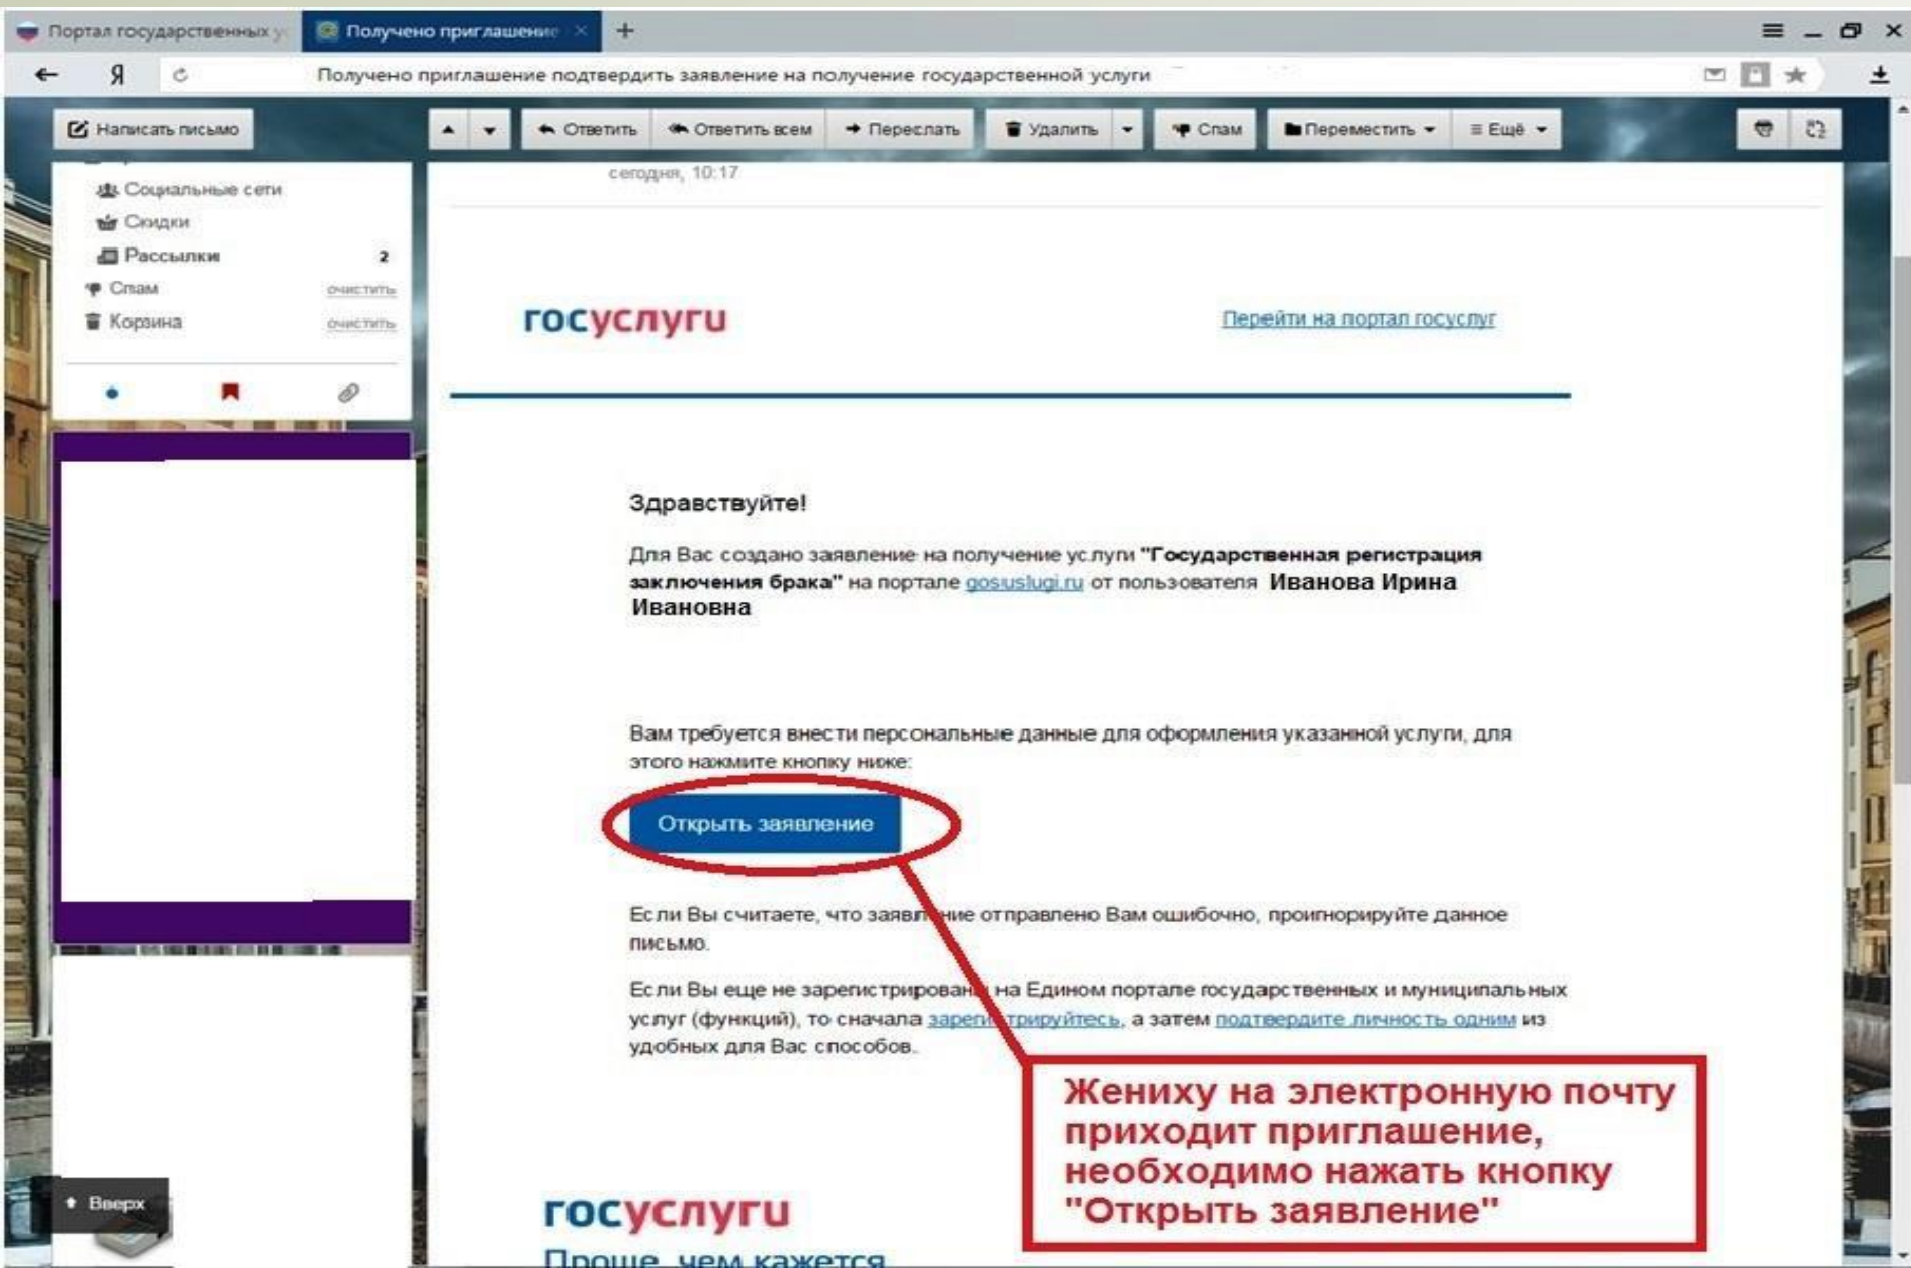 Портал государственных у
Получено приглашение
Получено приглашение подтвердить заявление на получение государственной услуги
Написать письмо
Ответить
Ответить всем
Переслать
Удалить
Спам
Переместить
Ещё
Социальные сети
Скидки
Рассылки 2
Спам очистить
Корзина очистить
сегодня, 10:17
госуслуги
Перейти на портал госуслуг
Здравствуйте!
Для Вас создано заявление на получение услуги "Государственная регистрация
заключения брака" на портале gosuslugi.ru от пользователя Иванова Ирина
Ивановна
Вам требуется внести персональные данные для оформления указанной услуги, для
этого нажмите кнопку ниже:
Открыть заявление
Если Вы считаете, что заявление отправлено Вам ошибочно, проигнорируйте данное
письмо.
Если Вы еще не зарегистрированы на Едином портале государственных и муниципальных
услуг (функций), то сначала зарегистрируйтесь, а затем подтвердите личность одним из
удобных для Вас способов.
Жениху на электронную почту
приходит приглашение,
необходимо нажать кнопку
"Открыть заявление"
Вверх
госуслуги
Проще, чем кажется